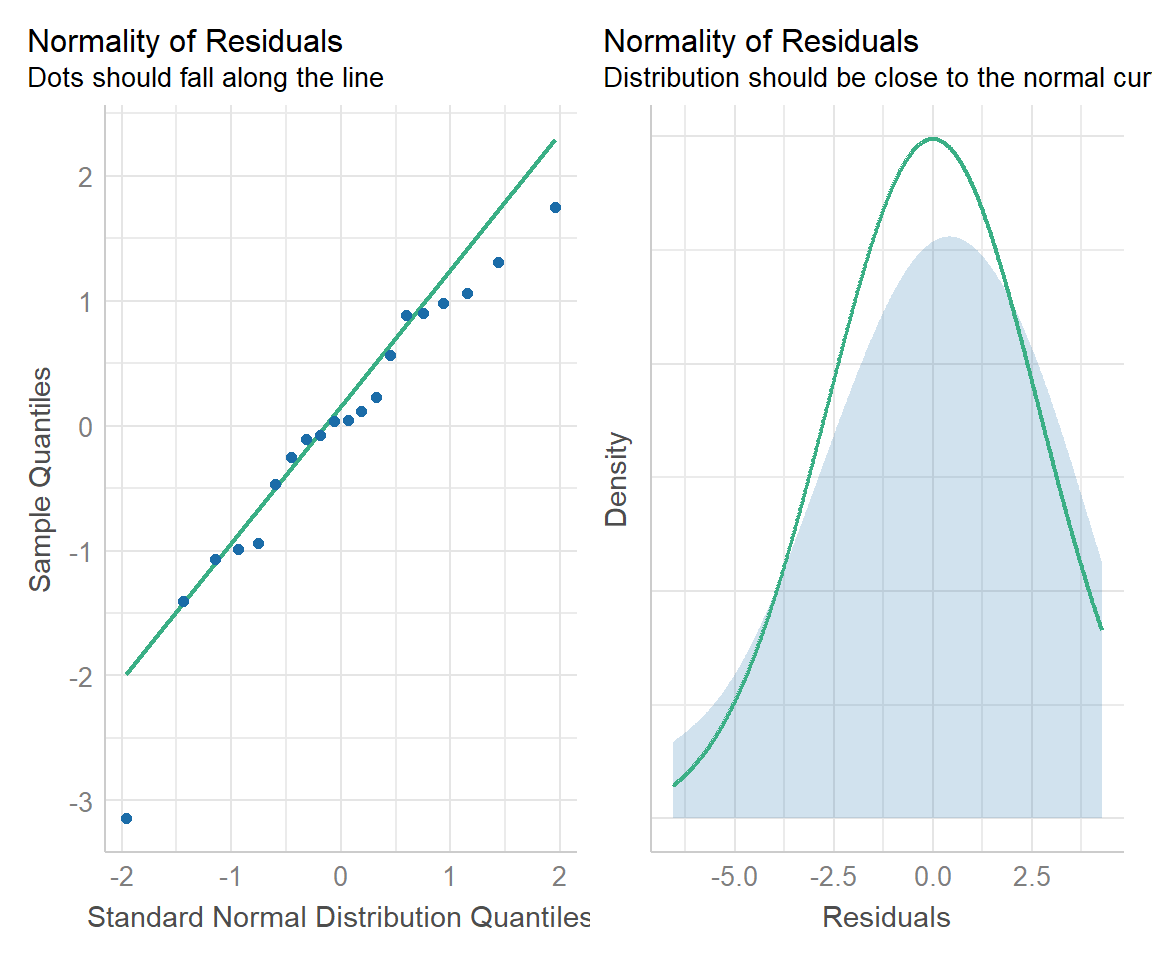 Normality of Residuals
Dots should fall along the line
2
1
0
-1
-2
-3
Sample Quantiles
-2
-1
0
1
2
Standard Normal Distribution Quantiles
Normality of Residuals
Distribution should be close to the normal cur
Density
-5.0
-2.5
0.0
2.5
Residuals